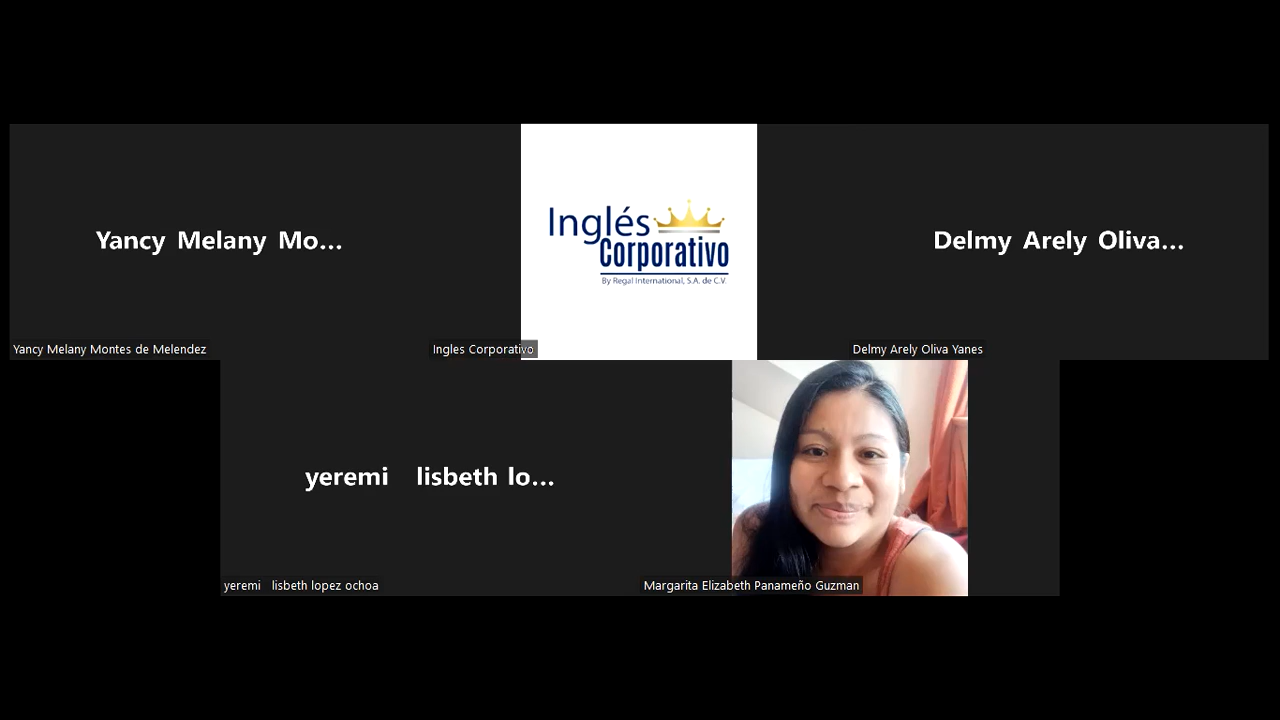 Yancy Melany Mo...
Inglés
Corporativo
By Regal International, S.A. de C.V.
Delmy Arely Oliva...
Yancy Melany Montes de Melendez
Ingles Corporativo
Delmy Arely Oliva Yanes
yeremi lisbeth lo...
yeremi lisbeth lopez ochoa
Margarita Elizabeth Panameño Guzman